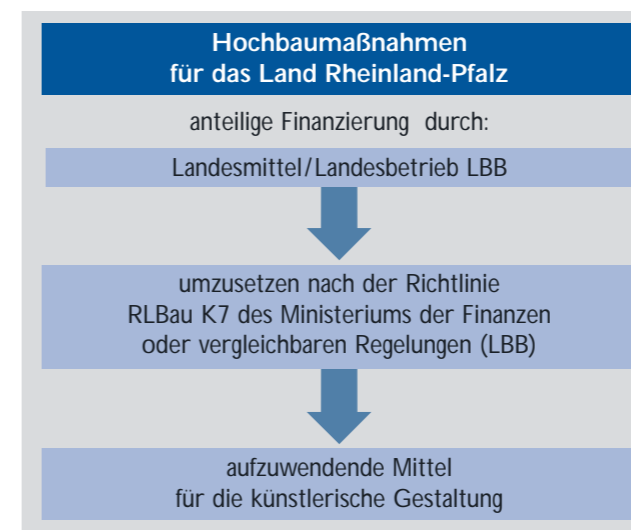 Hochbaumaßnahmen
für das Land Rheinland-Pfalz
anteilige Finanzierung durch:
Landesmittel/Landesbetrieb LBB
umzusetzen nach der Richtlinie
RLBau K7 des Ministeriums der Finanzen
oder vergleichbaren Regelungen (LBB)
aufzuwendende Mittel
für die künstlerische Gestaltung